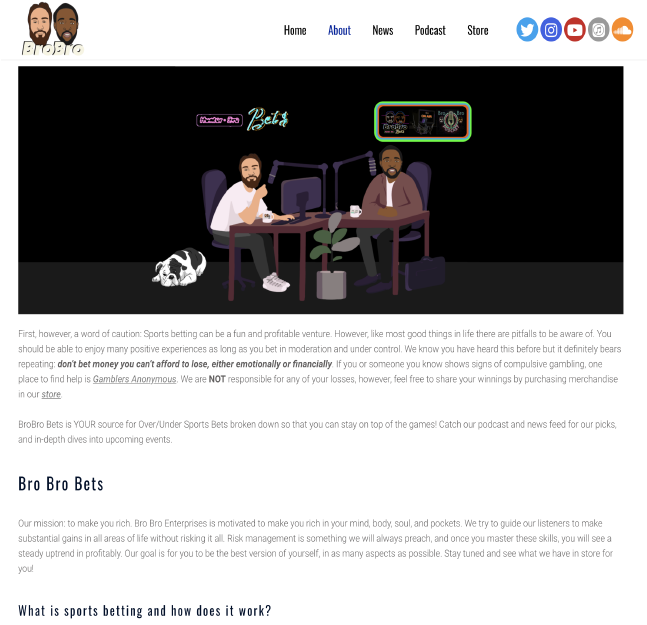 BroBro
Home About News Podcast Store
Bets
First, however, a word of caution: Sports betting can be a fun and profitable venture. However, like most good things in life there are pitfalls to be aware of. You
should be able to enjoy many positive experiences as long as you bet in moderation and under control. We know you have heard this before but it definitely bears
repeating: don't bet money you can't afford to lose, either emotionally or financially. If you or someone you know shows signs of compulsive gambling, one
place to find help is Gamblers Anonymous. We are NOT responsible for any of your losses, however, feel free to share your winnings by purchasing merchandise
in our store.
BroBro Bets is YOUR source for Over/Under Sports Bets broken down so that you can stay on top of the games! Catch our podcast and news feed for our picks,
and in-depth dives into upcoming events.
Bro Bro Bets
Our mission: to make you rich. Bro Bro Enterprises is motivated to make you rich in your mind, body, soul, and pockets. We try to guide our listeners to make
substantial gains in all areas of life without risking it all. Risk management is something we will always preach, and once you master these skills, you will see a
steady uptrend in profitably. Our goal is for you to be the best version of yourself, in as many aspects as possible. Stay tuned and see what we have in store for
you!
What is sports betting and how does it work?